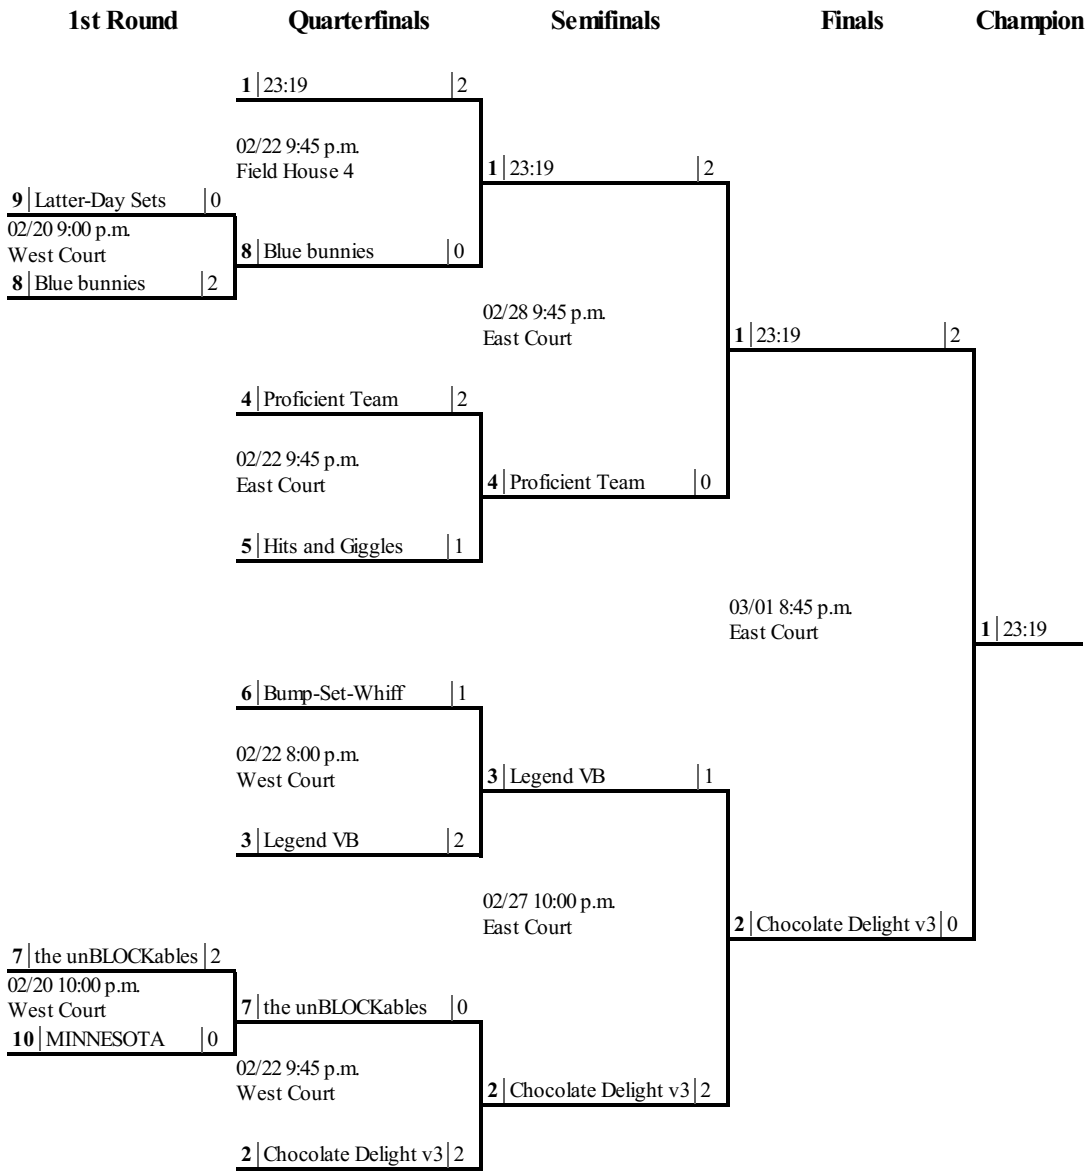 1st Round Quarterfinals Semifinals Finals Champion
1 23:19 2
02/22 9:45 p.m.
Field House 4
1 23:19 2
9 Latter-Day Sets 0
02/20 9:00 p.m.
West Court
8 Blue bunnies 0
8 Blue bunnies 2
02/28 9:45 p.m.
East Court
1 23:19 2
4 Proficient Team 2
02/22 9:45 p.m.
East Court
4 Proficient Team 0
5 Hits and Giggles 1
03/01 8:45 p.m.
East Court
1 23:19
6 Bump-Set-Whiff 1
02/22 8:00 p.m.
West Court
3 Legend VB 1
3 Legend VB 2
02/27 10:00 p.m.
East Court
2 Chocolate Delight v3 0
7 the unBLOCKables 2
02/20 10:00 p.m.
West Court
7 the unBLOCKables 0
10 MINNESOTA 0
02/22 9:45 p.m.
West Court
2 Chocolate Delight v3 2
2 Chocolate Delight v3 2